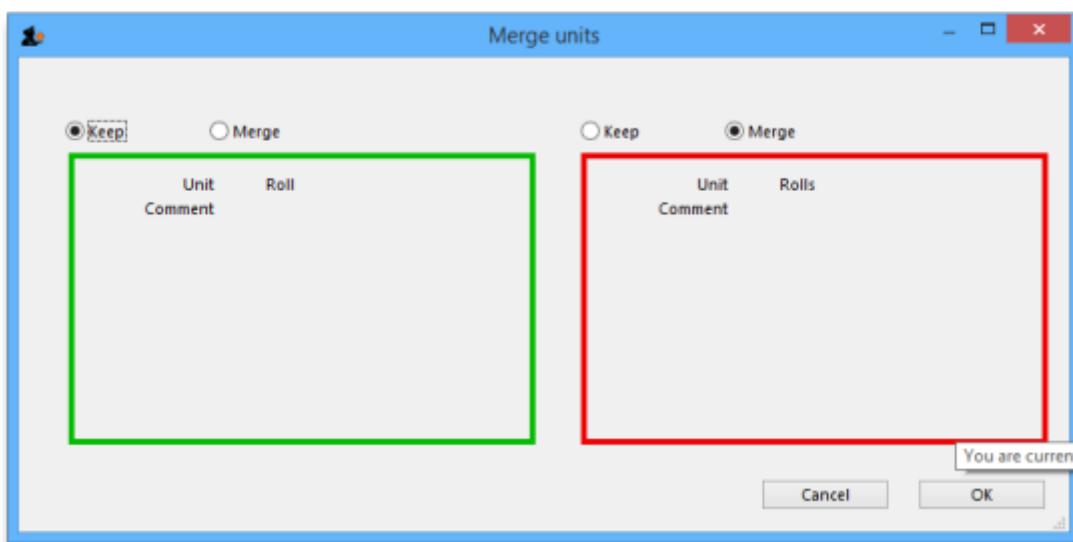 Merge units
Keep Merge Keep Merge
Unit Roll Unit Rolls
Comment Comment
You are curren
Cancel OK